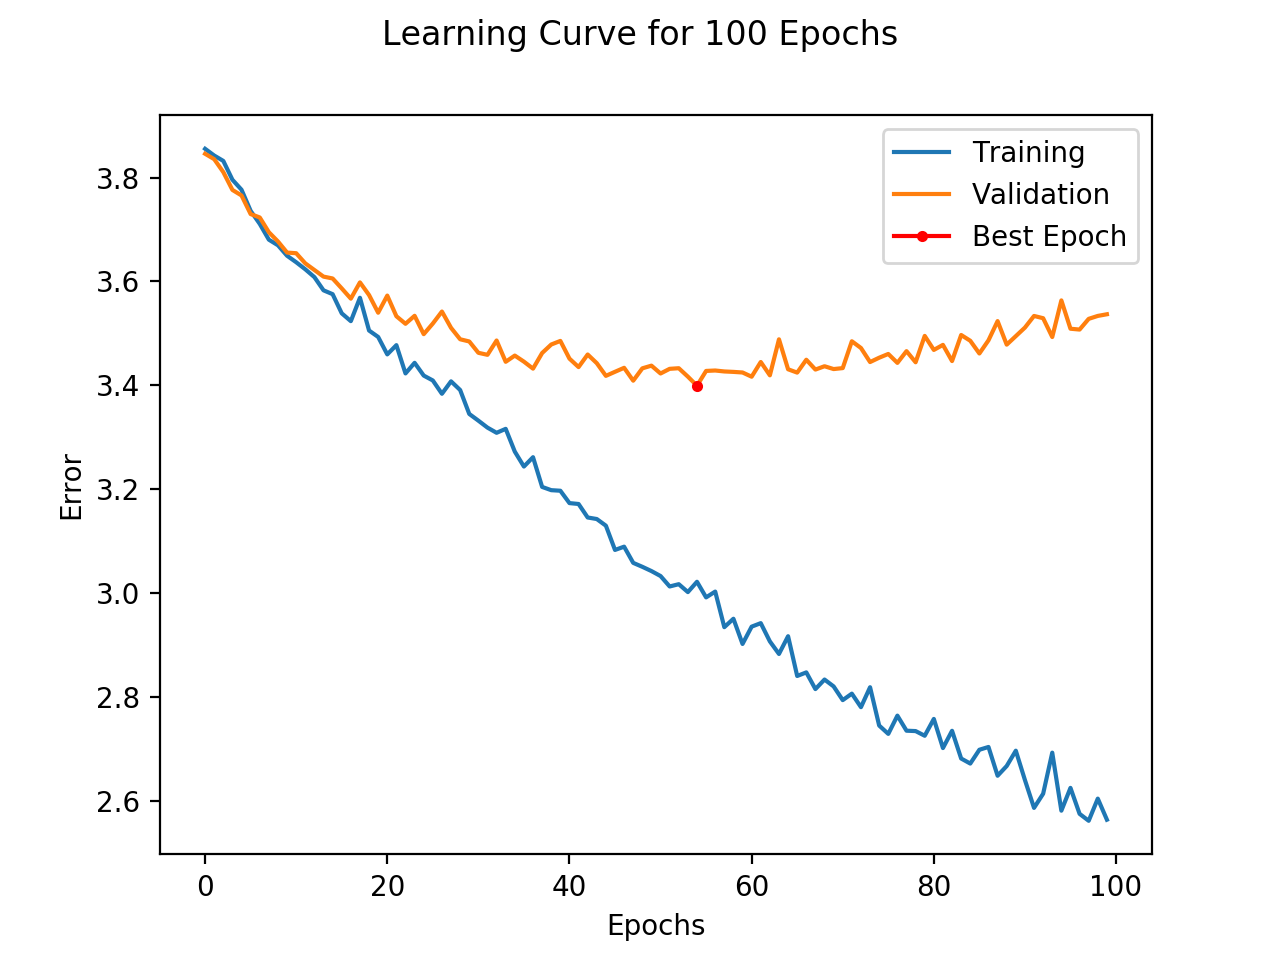 Learning Curve for 100 Epochs
Training
Validation
Best Epoch
3.8
3.6
3.4
3.2
3.0
2.8
2.6
Error
0 20 40 60 80 100
Epochs